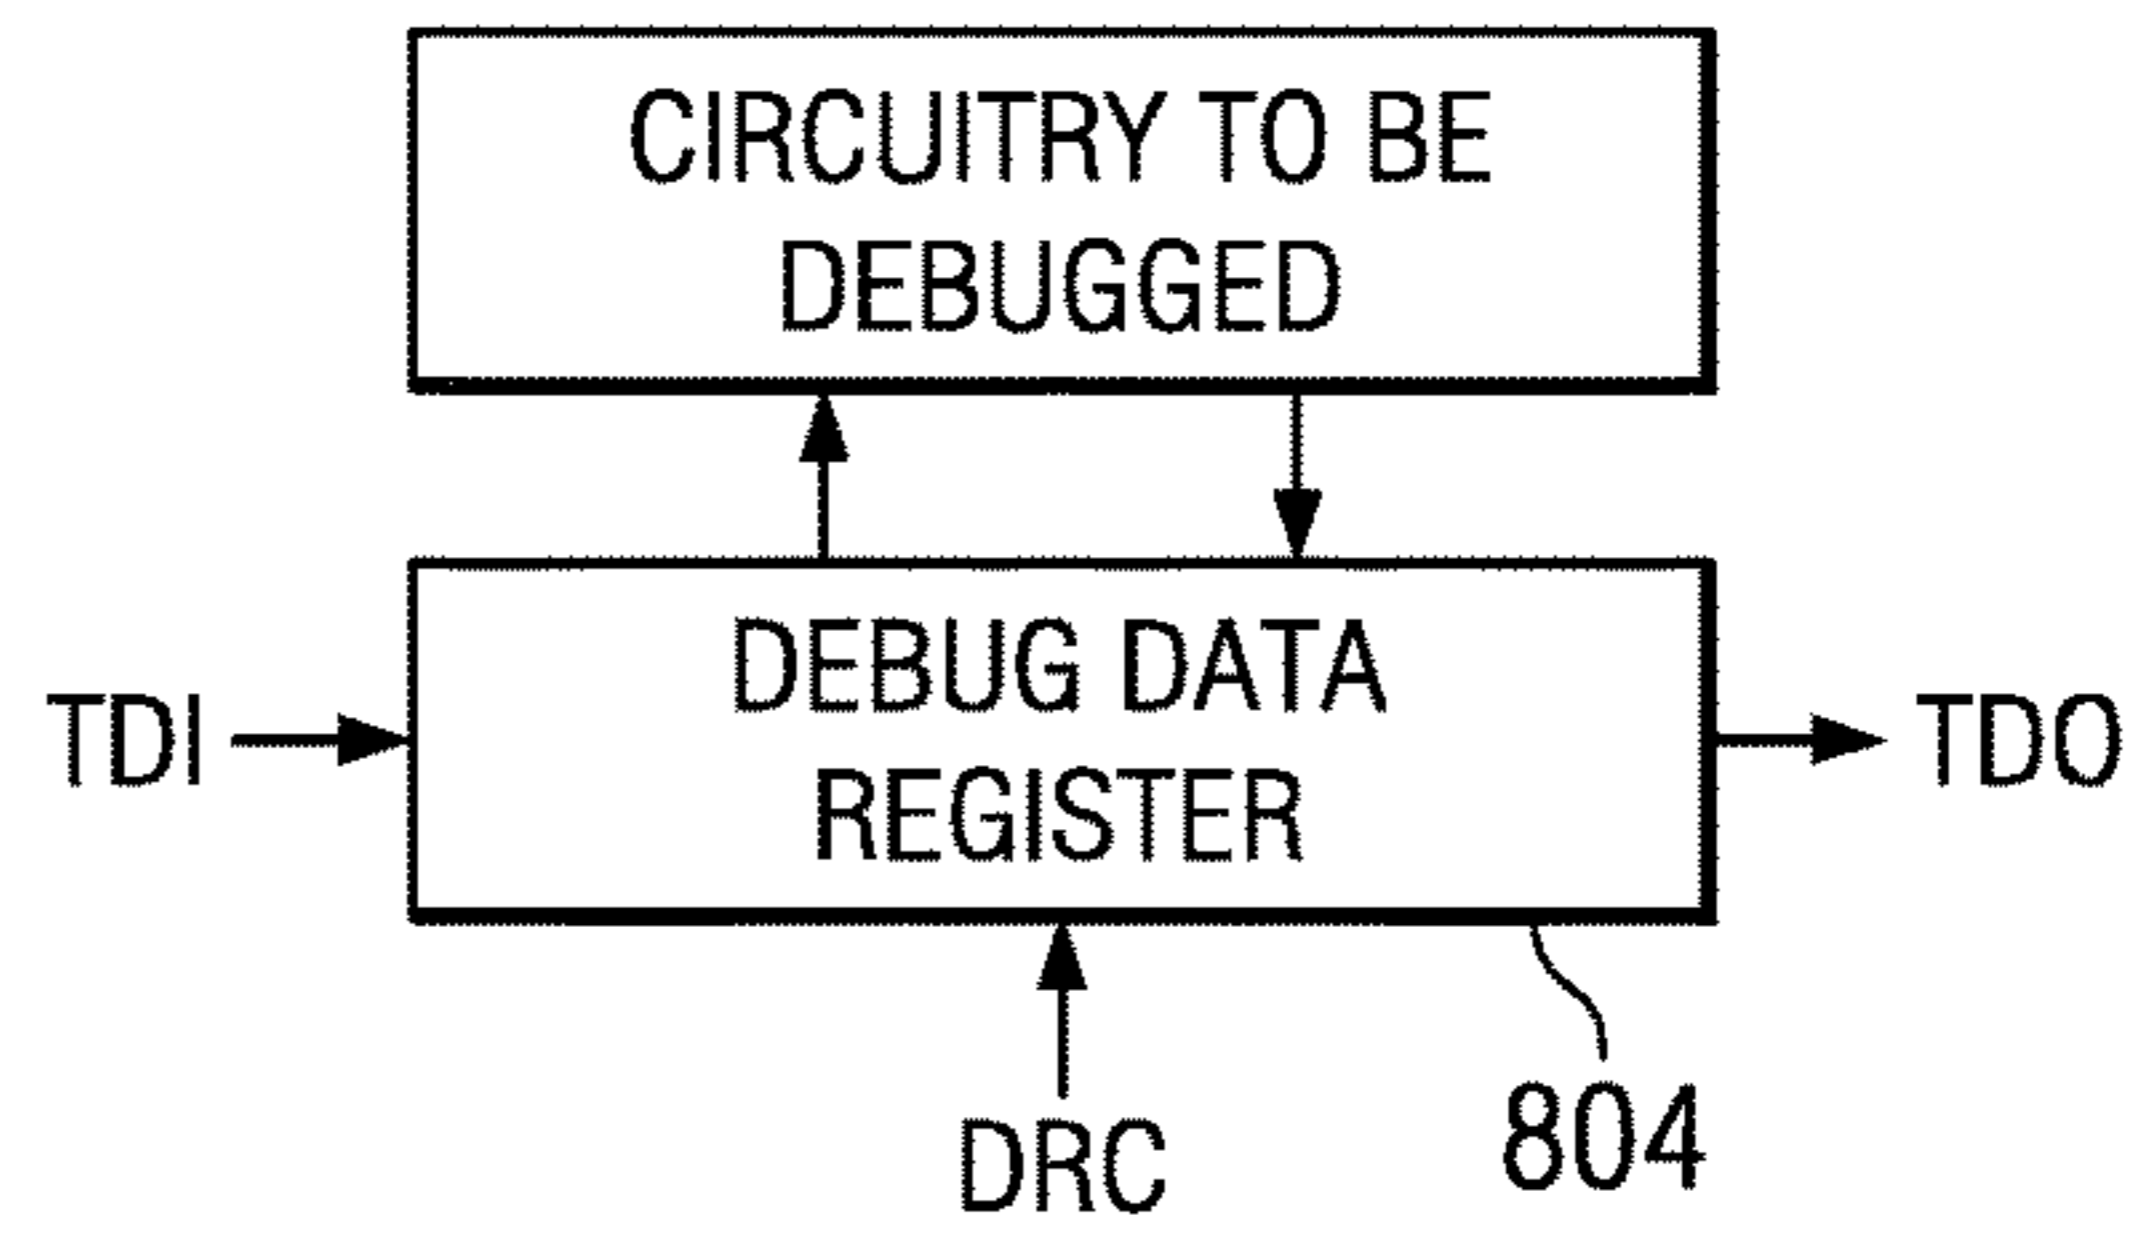 CIRCUITRY TO BE
DEBUGGED
DEBUG DATA
REGISTER
TDI
TDO
DRC
804